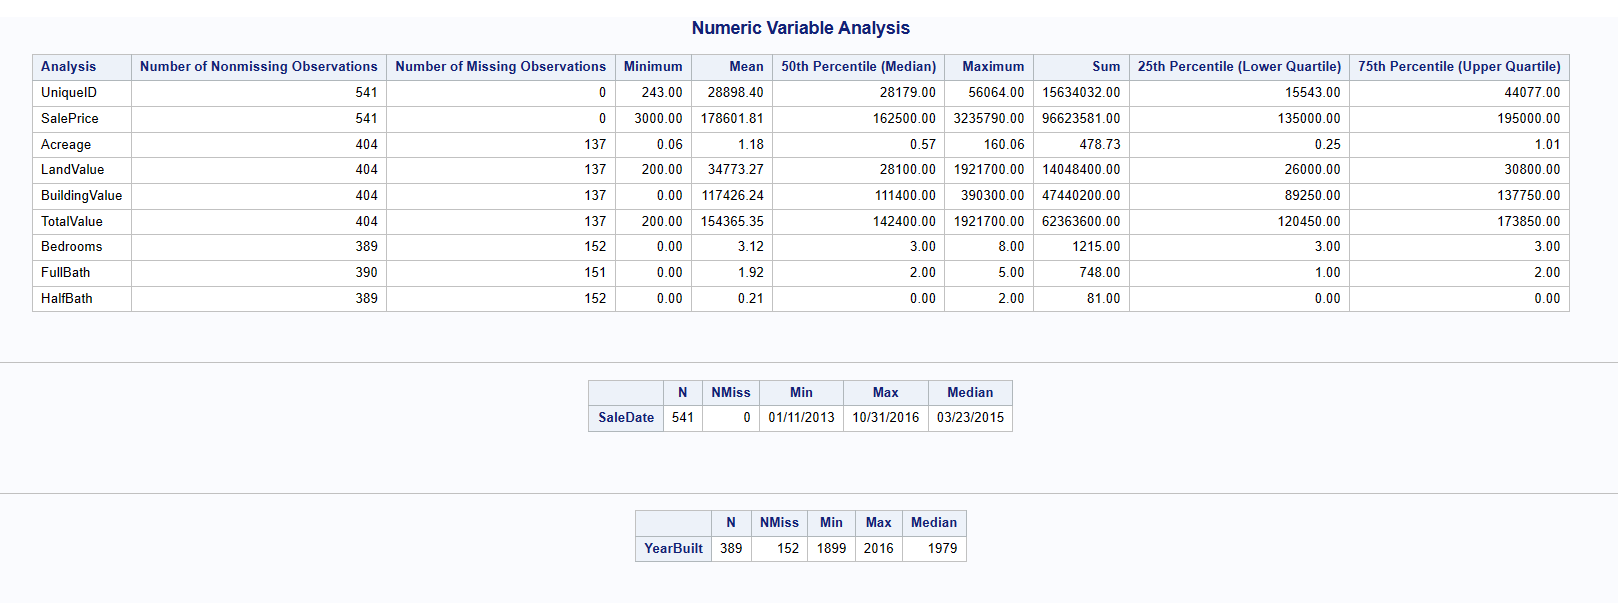 Numeric Variable Analysis
Analysis Number of Nonmissing Observations Number of Missing Observations Minimum Mean 50th Percentile (Median) Maximum Sum 25th Percentile (Lower Quartile) 75th Percentile (Upper Quartile)
UniqueID 541 0 243.00 28898.40 28179.00 56064.00 15634032.00 15543.00 44077.00
SalePrice 541 0 3000.00 178601.81 162500.00 3235790.00 96623581.00 135000.00 195000.00
Acreage 404 137 0.06 1.18 0.57 160.06 478.73 0.25 1.01
LandValue 404 137 200.00 34773.27 28100.00 1921700.00 14048400.00 26000.00 30800.00
BuildingValue 404 137 0.00 117426.24 111400.00 390300.00 47440200.00 89250.00 137750.00
TotalValue 404 137 200.00 154365.35 142400.00 1921700.00 62363600.00 120450.00 173850.00
Bedrooms 389 152 0.00 3.12 3.00 8.00 1215.00 3.00 3.00
FullBath 390 151 0.00 1.92 2.00 5.00 748.00 1.00 2.00
HalfBath 389 152 0.00 0.21 0.00 2.00 81.00 0.00 0.00
N NMiss Min Max Median
SaleDate 541 0 01/11/2013 10/31/2016 03/23/2015
N NMiss Min Max Median
YearBuilt 389 152 1899 2016 1979